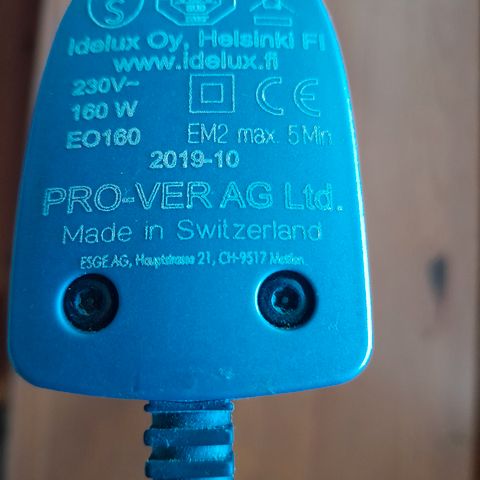 S
Idelux Oy, Helsinki FI
www.idelux.fi
230V~
160 W
EO160
CE
EM2 max. 5 Min
2019-10
PRO-VER AG Ltd.
Made in Switzerland
ESGE AG, Hauptstrasse 21, CH-9517 Mettlen